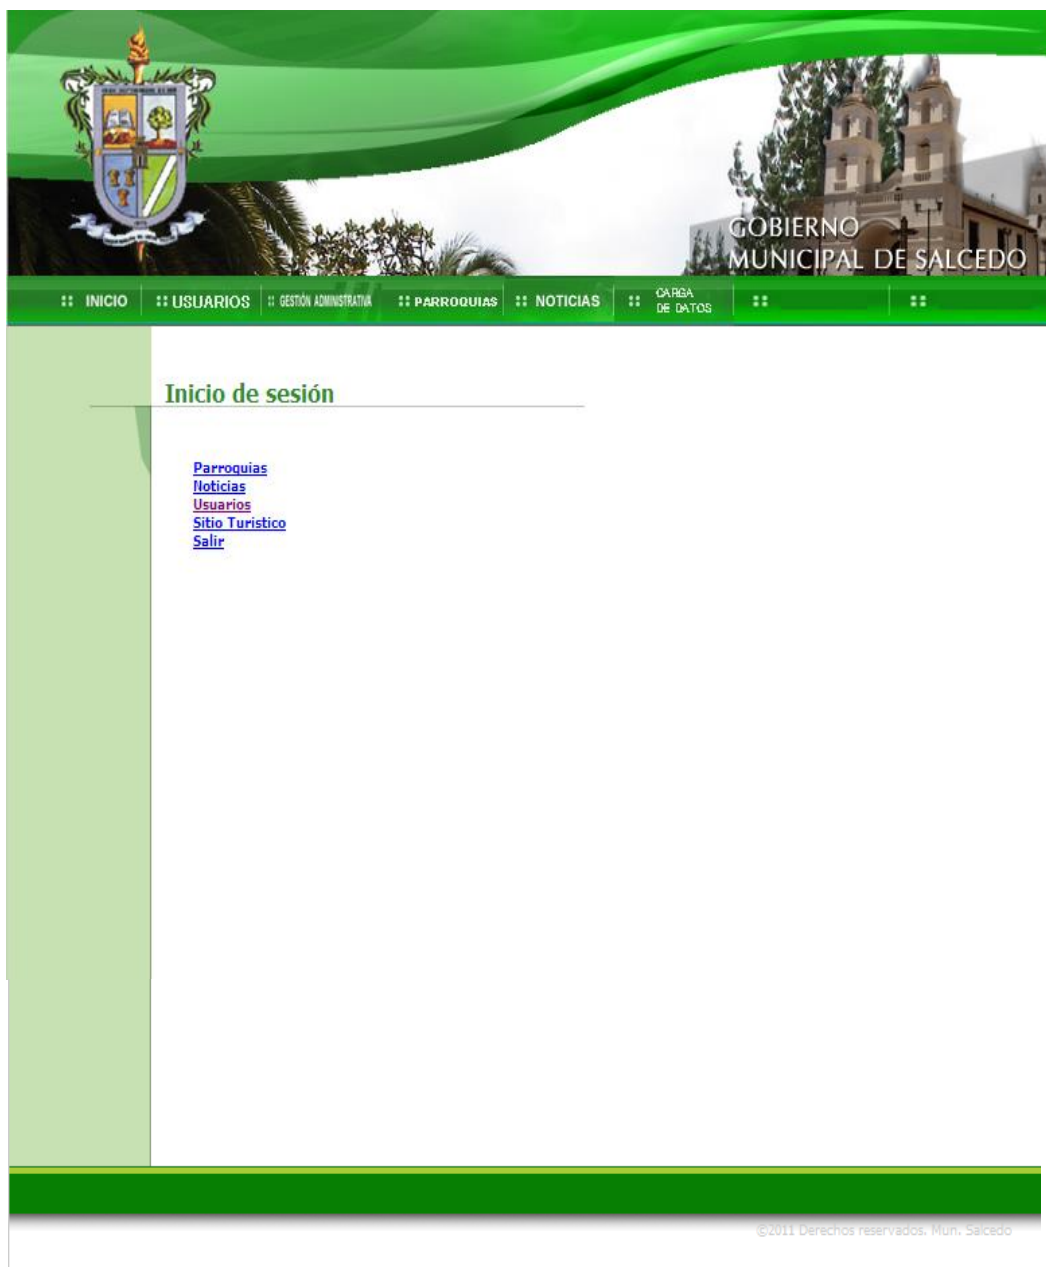 GOBIERNO
MUNICIPAL DE SALCEDO
:: INICIO :: USUARIOS :: GESTIÓN ADMINISTRATIVA :: PARROQUIAS :: NOTICIAS :: CARGA DE DATOS :: ::
Inicio de sesión
Parroquias
Noticias
Usuarios
Sitio Turistico
Salir
©2011 Derechos reservados. Mun. Salcedo